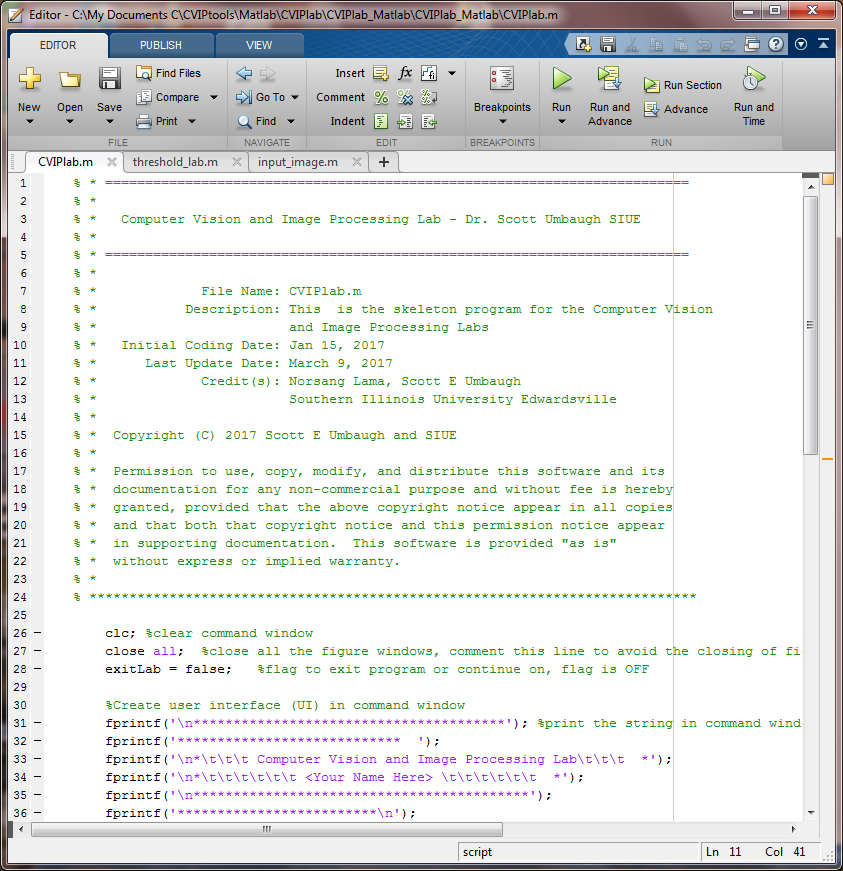 Editor - C:\My Documents C\CVIPtools\Matlab\CVIPlab\CVIPlab_Matlab\CVIPlab_Matlab\CVIPlab.m
EDITOR PUBLISH VIEW
New Open Save Find Files Compare Print
Insert fx
Go To
Comment
Find
Indent
Breakpoints
Run Run and Advance Run Section Advance Run and Time
FILE NAVIGATE EDIT BREAKPOINTS RUN
CVIPlab.m threshold_lab.m input_image.m +
1 % * =========================================================================
2 % *
3 % *   Computer Vision and Image Processing Lab - Dr. Scott Umbaugh SIUE
4 % *
5 % * =========================================================================
6 % *
7 % *             File Name: CVIPlab.m
8 % *           Description: This  is the skeleton program for the Computer Vision
9 % *                        and Image Processing Labs
10 % *   Initial Coding Date: Jan 15, 2017
11 % *      Last Update Date: March 9, 2017
12 % *             Credit(s): Norsang Lama, Scott E Umbaugh
13 % *                        Southern Illinois University Edwardsville
14 % *
15 % *  Copyright (C) 2017 Scott E Umbaugh and SIUE
16 % *
17 % *  Permission to use, copy, modify, and distribute this software and its
18 % *  documentation for any non-commercial purpose and without fee is hereby
19 % *  granted, provided that the above copyright notice appear in all copies
20 % *  and that both that copyright notice and this permission notice appear
21 % *  in supporting documentation.  This software is provided "as is"
22 % *  without express or implied warranty.
23 % *
24 % ****************************************************************************
25
26 – clc; %clear command window
27 – close all;  %close all the figure windows, comment this line to avoid the closing of fi
28 – exitLab = false;   %flag to exit program or continue on, flag is OFF
29
30 %Create user interface (UI) in command window
31 – fprintf('\n***************************************'); %print the string in command wind
32 – fprintf('****************************  ');
33 – fprintf('\n*\t\t\t Computer Vision and Image Processing Lab\t\t\t  *');
34 – fprintf('\n*\t\t\t\t\t\t <Your Name Here> \t\t\t\t\t\t  *');
35 – fprintf('\n******************************************');
36 – fprintf('*************************\n');
script Ln 11 Col 41